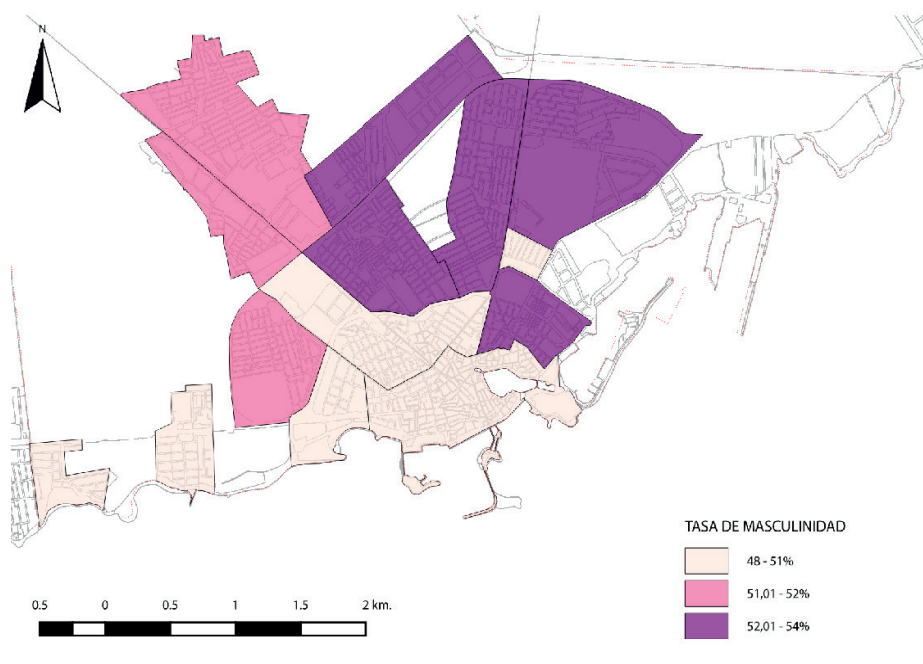 N
TASA DE MASCULINIDAD
48 - 51%
51,01 - 52%
52,01 - 54%
0.5 0 0.5 1 1.5 2 km.